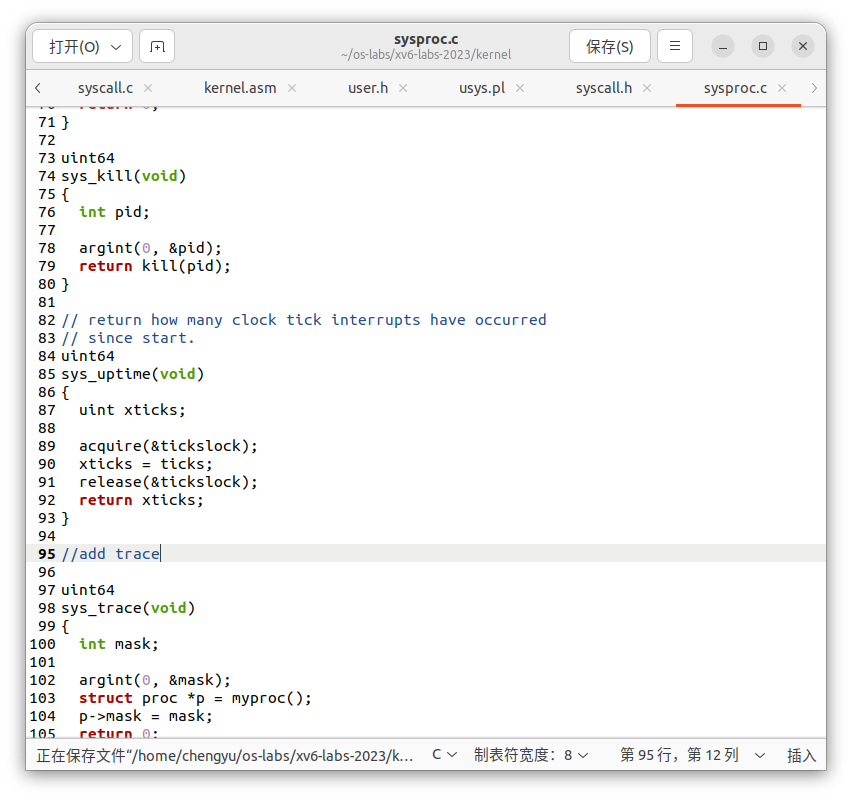 打开(O)
sysproc.c
~/os-labs/xv6-labs-2023/kernel
保存(S)
syscall.c
kernel.asm
user.h
usys.pl
syscall.h
sysproc.c
70 return 0;
71 }
72
73 uint64
74 sys_kill(void)
75 {
76 int pid;
77
78 argint(0, &pid);
79 return kill(pid);
80 }
81
82 // return how many clock tick interrupts have occurred
83 // since start.
84 uint64
85 sys_uptime(void)
86 {
87 uint xticks;
88
89 acquire(&tickslock);
90 xticks = ticks;
91 release(&tickslock);
92 return xticks;
93 }
94
95 //add trace
96
97 uint64
98 sys_trace(void)
99 {
100 int mask;
101
102 argint(0, &mask);
103 struct proc *p = myproc();
104 p->mask = mask;
105 return 0;
正在保存文件“/home/chengyu/os-labs/xv6-labs-2023/k…
C
制表符宽度：8
第 95 行，第 12 列
插入